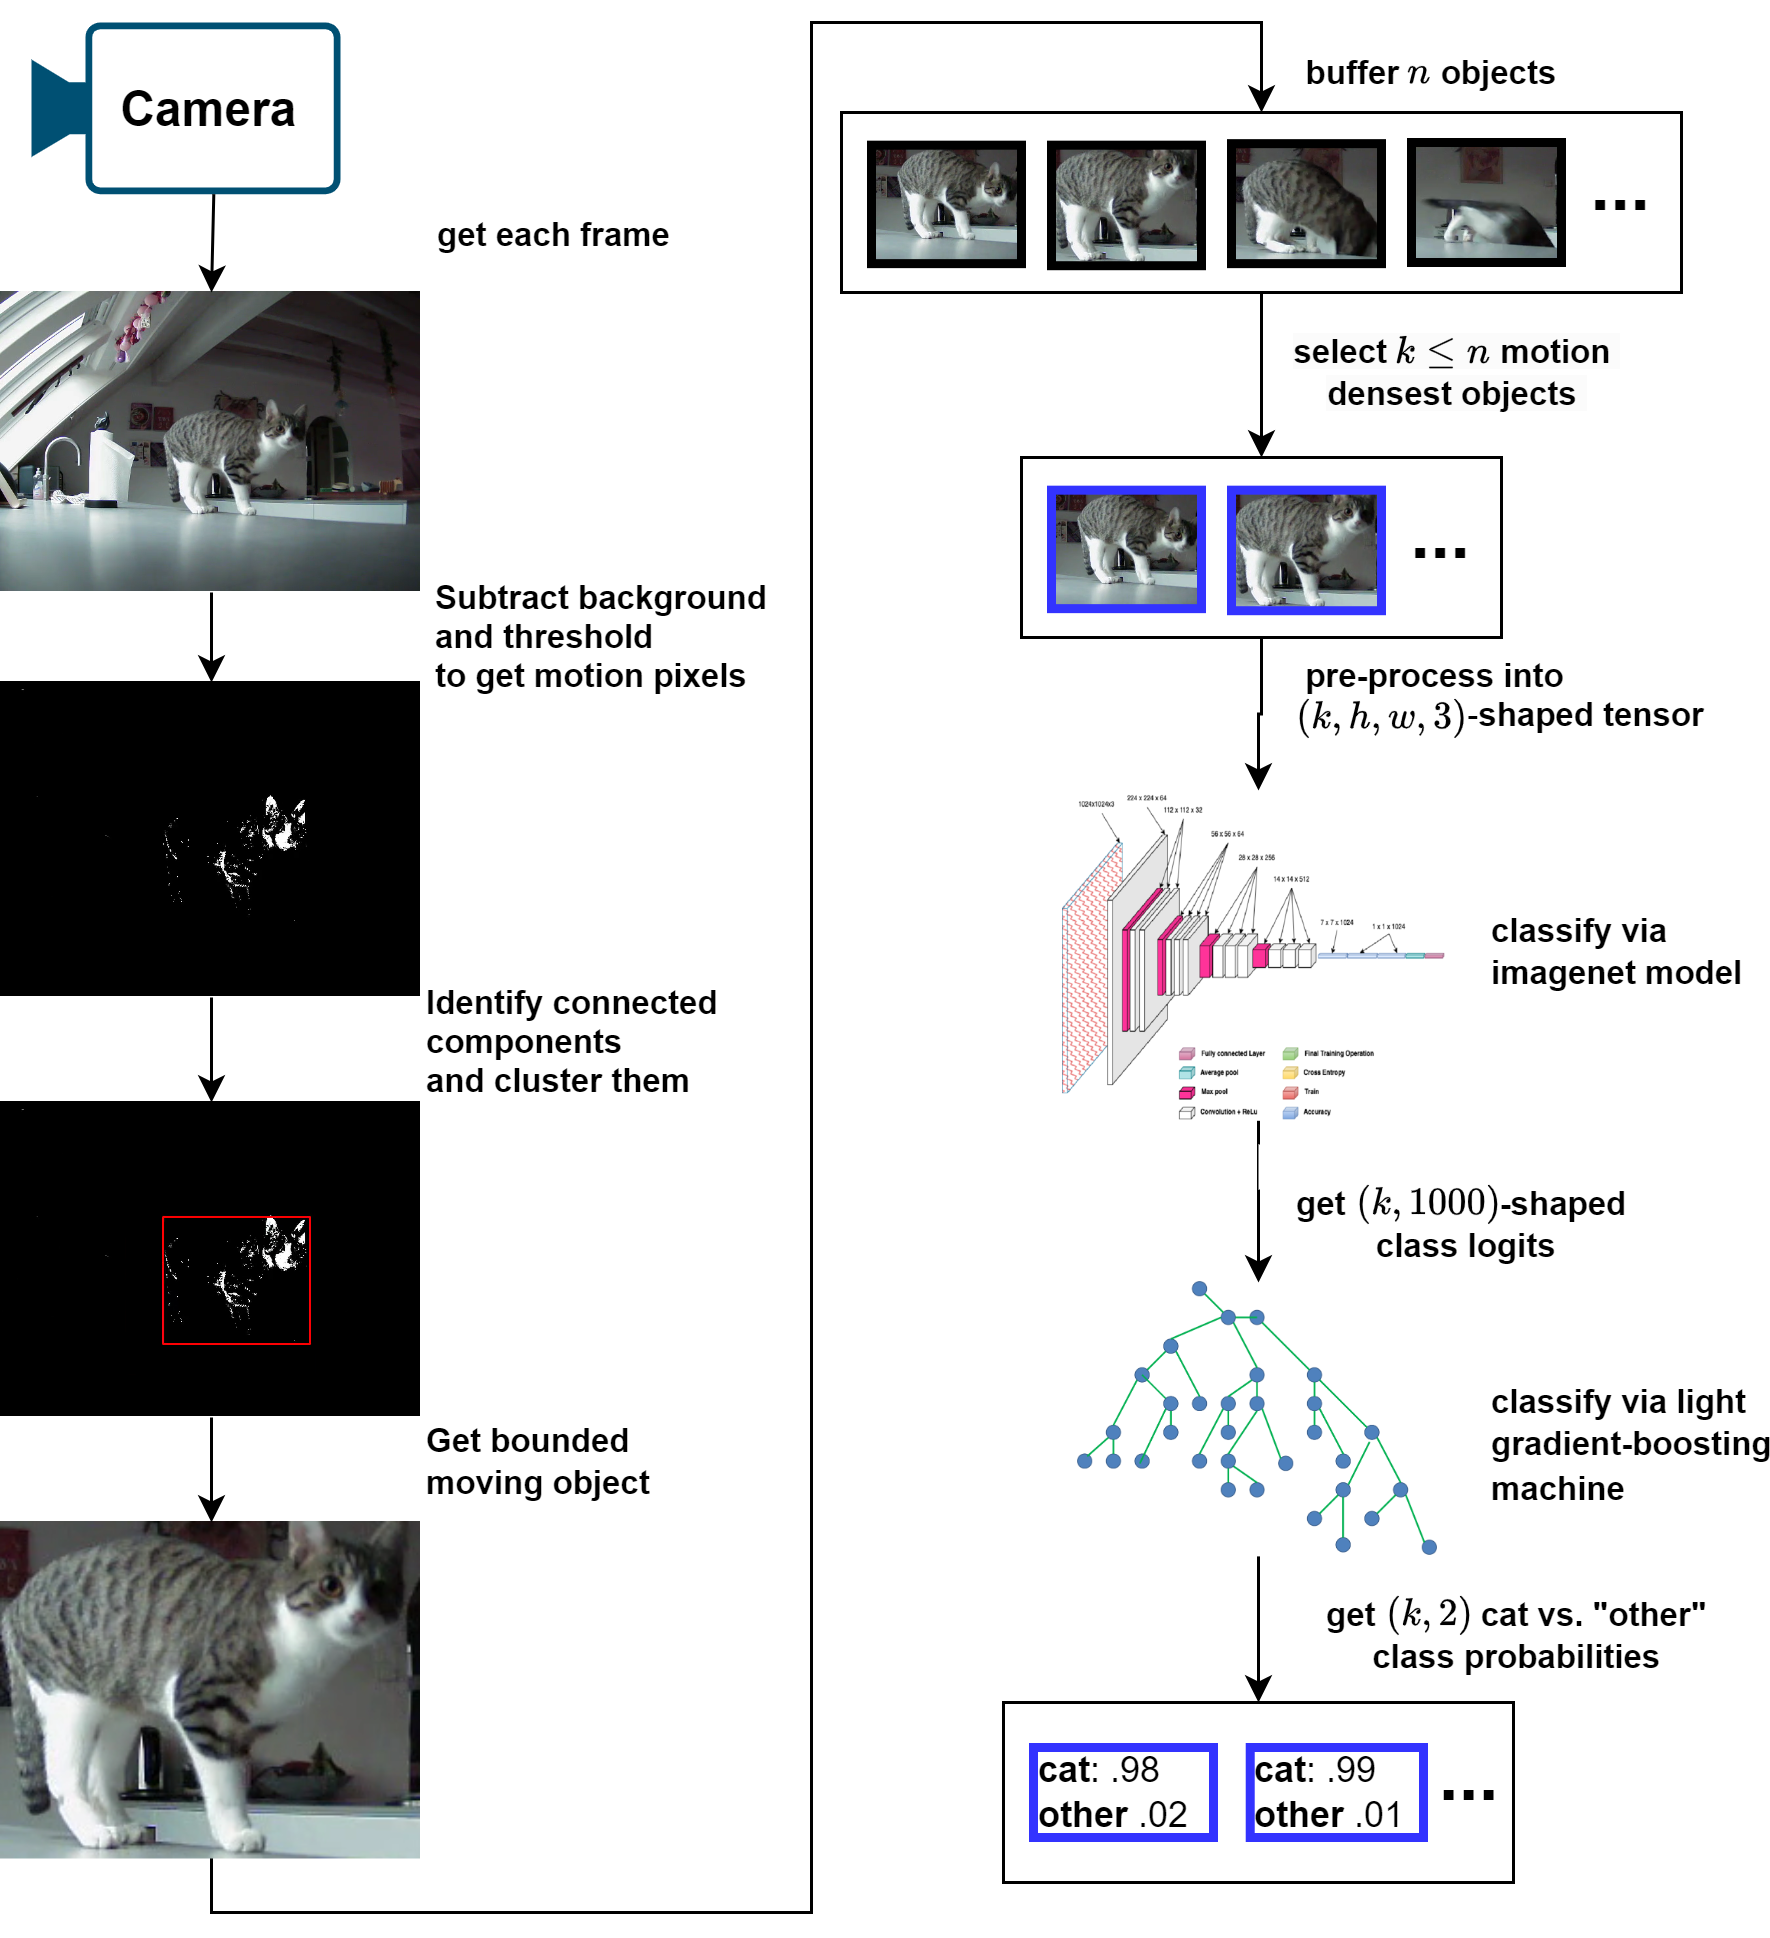 Camera
get each frame
Subtract background
and threshold
to get motion pixels
Identify connected
components
and cluster them
Get bounded
moving object
buffer n objects
...
select k ≤ n motion
densest objects
...
pre-process into
(k, h, w, 3)-shaped tensor
1024x1024x3
224 x 224 x 64
112 x 112 x 32
56 x 56 x 64
28 x 28 x 256
14 x 14 x 512
7 x 7 x 1024
1 x 1 x 1024
classify via
imagenet model
Fully connected Layer
Final Training Operation
Average pool
Cross Entropy
Max pool
Train
Convolution + ReLu
Accuracy
get (k, 1000)-shaped
class logits
classify via light
gradient-boosting
machine
get (k, 2) cat vs. "other"
class probabilities
cat: .98
other .02
cat: .99
other .01
...